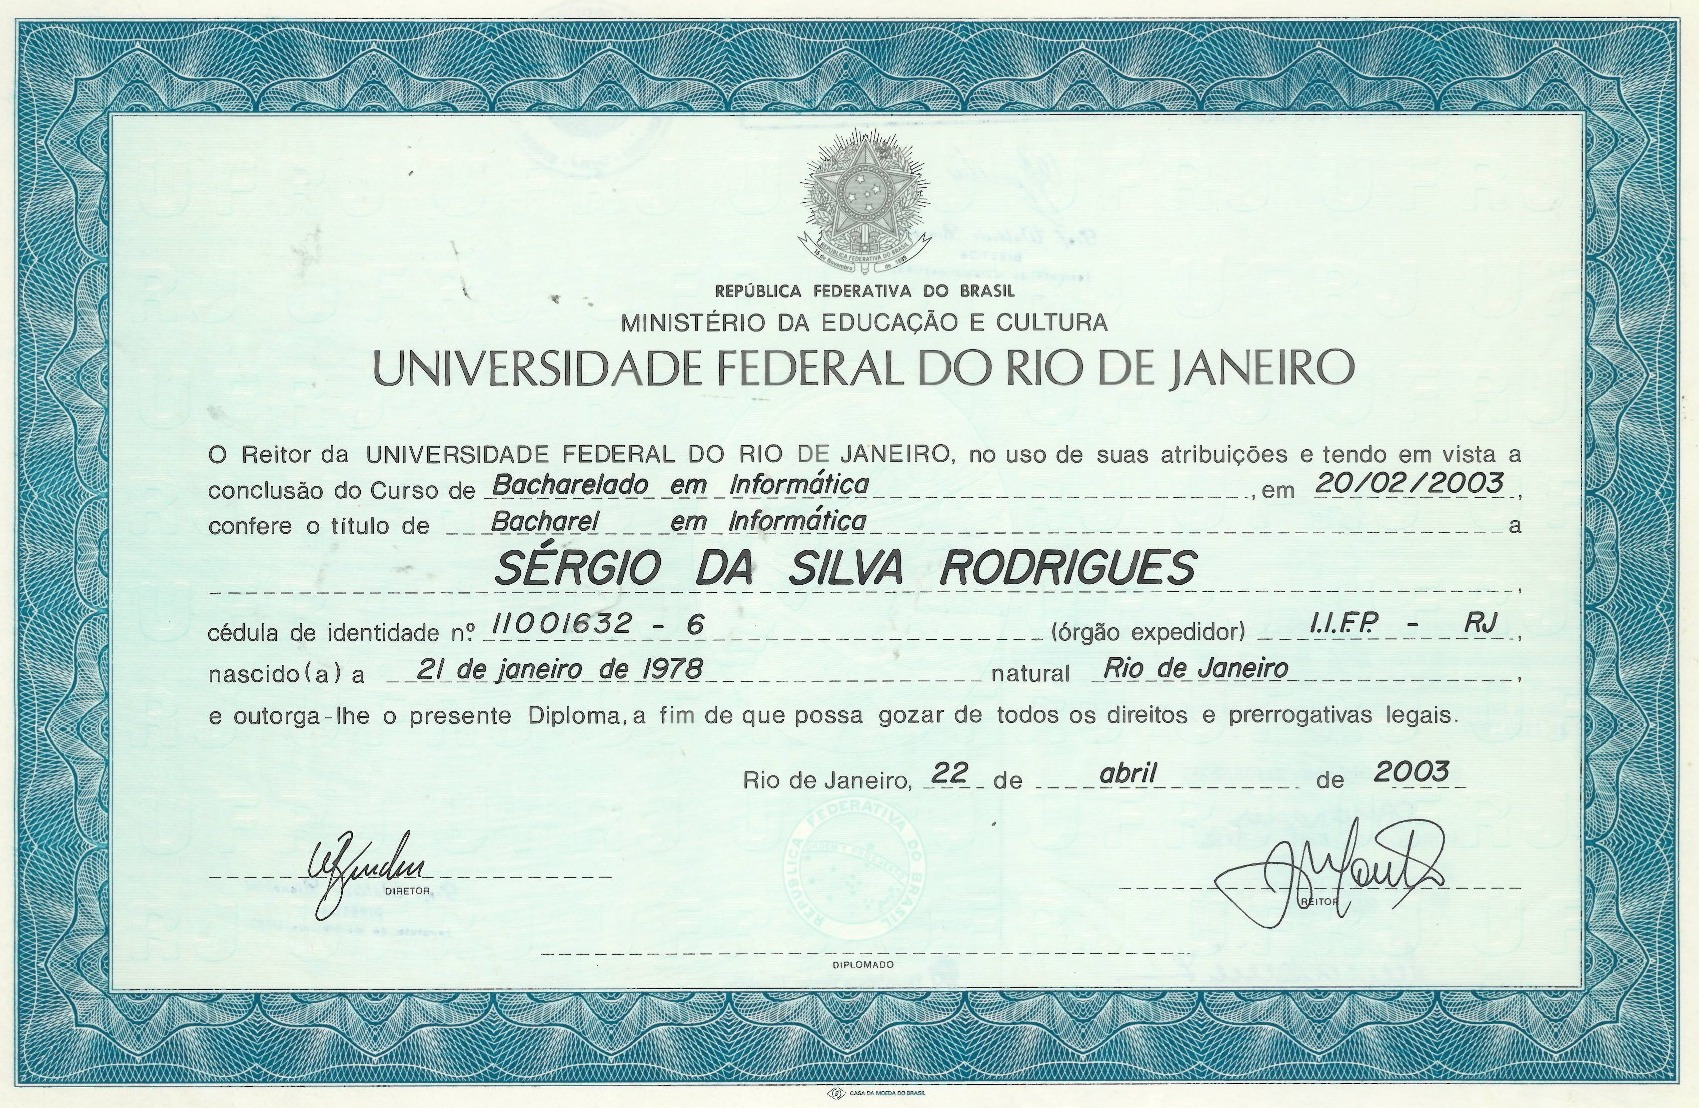 REPÚBLICA FEDERATIVA DO BRASIL
15 de Novembro de 1889
REPÚBLICA FEDERATIVA DO BRASIL
MINISTÉRIO DA EDUCAÇÃO E CULTURA
UNIVERSIDADE FEDERAL DO RIO DE JANEIRO
O Reitor da UNIVERSIDADE FEDERAL DO RIO DE JANEIRO, no uso de suas atribuições e tendo em vista a
conclusão do Curso de Bacharelado em Informática, em 20/02/2003,
confere o título de Bacharel em Informática a
SÉRGIO DA SILVA RODRIGUES,
cédula de identidade nº 11001632 - 6 (órgão expedidor) I.I.F.P. - RJ,
nascido(a) a 21 de janeiro de 1978 natural Rio de Janeiro,
e outorga-lhe o presente Diploma, a fim de que possa gozar de todos os direitos e prerrogativas legais.
Rio de Janeiro, 22 de abril de 2003
DIRETOR
REITOR
REPÚBLICA FEDERATIVA DO BRASIL
DIPLOMADO
CASA DA MOEDA DO BRASIL